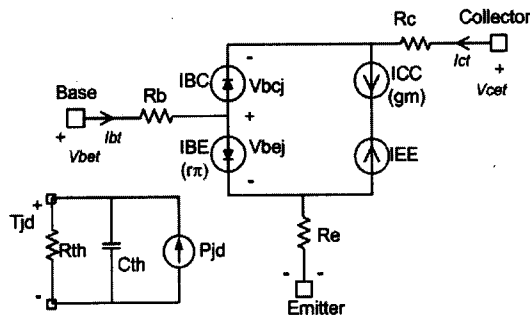 Rc
Collector
Ict
+
Vcet
-
IBC
Vbcj
ICC
(gm)
Base
Rb
+
Ibt
+
Vbet
IBE
(rπ)
Vbej
-
IEE
+
Tjd
Rth
Cth
Pjd
-
Re
- -
Emitter